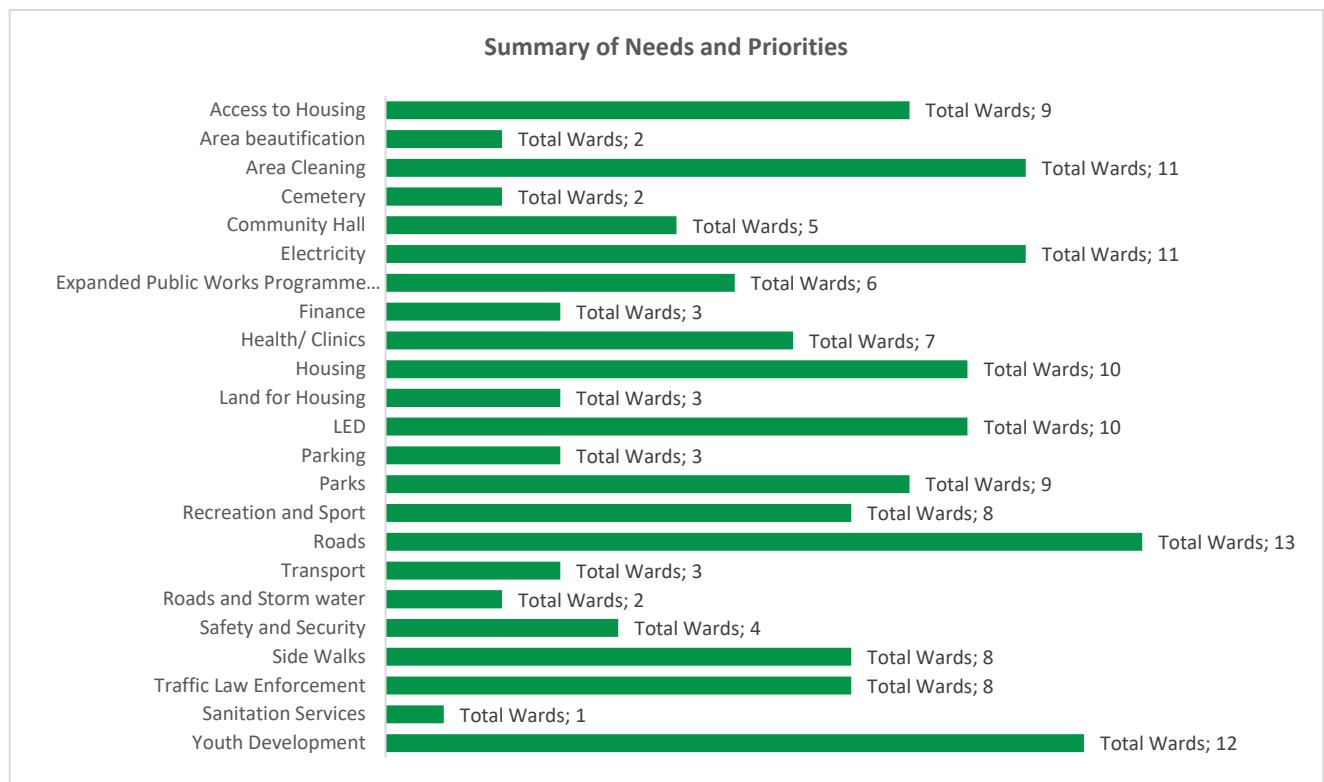 Summary of Needs and Priorities
Access to Housing Total Wards; 9
Area beautification Total Wards; 2
Area Cleaning Total Wards; 11
Cemetery Total Wards; 2
Community Hall Total Wards; 5
Electricity Total Wards; 11
Expanded Public Works Programme... Total Wards; 6
Finance Total Wards; 3
Health/ Clinics Total Wards; 7
Housing Total Wards; 10
Land for Housing Total Wards; 3
LED Total Wards; 10
Parking Total Wards; 3
Parks Total Wards; 9
Recreation and Sport Total Wards; 8
Roads Total Wards; 13
Transport Total Wards; 3
Roads and Storm water Total Wards; 2
Safety and Security Total Wards; 4
Side Walks Total Wards; 8
Traffic Law Enforcement Total Wards; 8
Sanitation Services Total Wards; 1
Youth Development Total Wards; 12